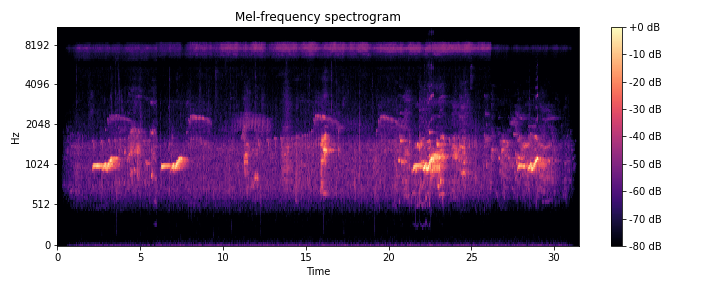 Mel-frequency spectrogram
Hz
8192
4096
2048
1024
512
0
0 5 10 15 20 25 30
Time
+0 dB
-10 dB
-20 dB
-30 dB
-40 dB
-50 dB
-60 dB
-70 dB
-80 dB